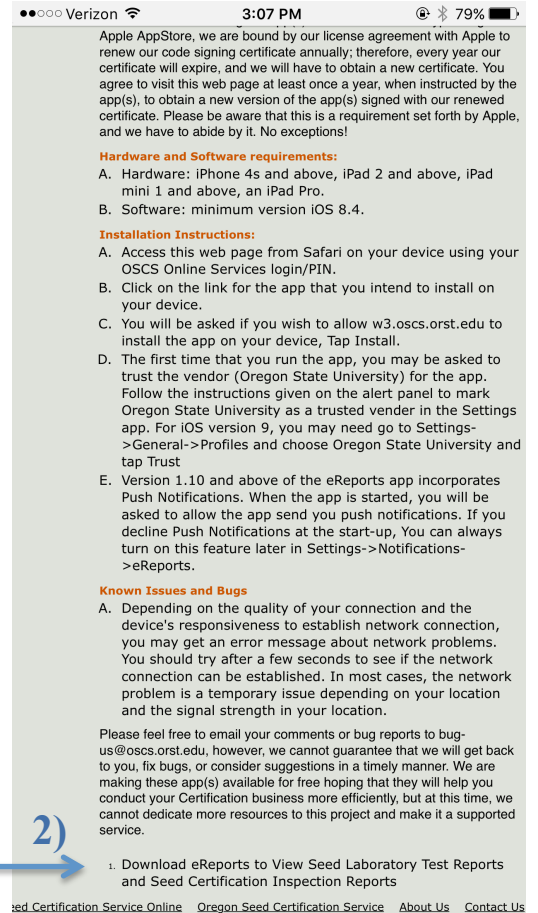 Verizon 3:07 PM 79%
Apple AppStore, we are bound by our license agreement with Apple to
renew our code signing certificate annually; therefore, every year our
certificate will expire, and we will have to obtain a new certificate. You
agree to visit this web page at least once a year, when instructed by the
app(s), to obtain a new version of the app(s) signed with our renewed
certificate. Please be aware that this is a requirement set forth by Apple,
and we have to abide by it. No exceptions!
Hardware and Software requirements:
A. Hardware: iPhone 4s and above, iPad 2 and above, iPad
mini 1 and above, an iPad Pro.
B. Software: minimum version iOS 8.4.
Installation Instructions:
A. Access this web page from Safari on your device using your
OSCS Online Services login/PIN.
B. Click on the link for the app that you intend to install on
your device.
C. You will be asked if you wish to allow w3.oscs.orst.edu to
install the app on your device, Tap Install.
D. The first time that you run the app, you may be asked to
trust the vendor (Oregon State University) for the app.
Follow the instructions given on the alert panel to mark
Oregon State University as a trusted vender in the Settings
app. For iOS version 9, you may need go to Settings-
>General->Profiles and choose Oregon State University and
tap Trust
E. Version 1.10 and above of the eReports app incorporates
Push Notifications. When the app is started, you will be
asked to allow the app send you push notifications. If you
decline Push Notifications at the start-up, You can always
turn on this feature later in Settings->Notifications-
>eReports.
Known Issues and Bugs
A. Depending on the quality of your connection and the
device's responsiveness to establish network connection,
you may get an error message about network problems.
You should try after a few seconds to see if the network
connection can be established. In most cases, the network
problem is a temporary issue depending on your location
and the signal strength in your location.
Please feel free to email your comments or bug reports to bug-
us@oscs.orst.edu, however, we cannot guarantee that we will get back
to you, fix bugs, or consider suggestions in a timely manner. We are
making these app(s) available for free hoping that they will help you
conduct your Certification business more efficiently, but at this time, we
cannot dedicate more resources to this project and make it a supported
service.
2)
1. Download eReports to View Seed Laboratory Test Reports
and Seed Certification Inspection Reports
eed Certification Service Online Oregon Seed Certification Service About Us Contact Us